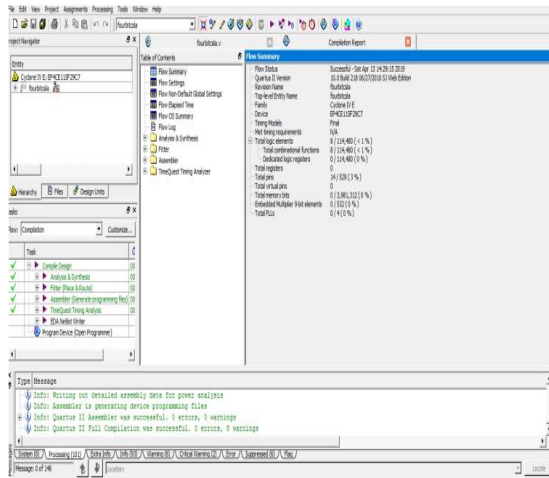 File Edit View Project Assignments Processing Tools Window Help
fourbitcala
Project Navigator
Entity
Cyclone IV E: EP4CE115F29C7
fourbitcala
Hierarchy Files Design Units
Tasks
Flow: Compilation Customize...
Task
Compile Design 00
Analysis & Synthesis 00
Fitter (Place & Route) 00
Assembler (Generate programming files) 00
TimeQuest Timing Analysis 00
EDA Netlist Writer
Program Device (Open Programmer)
fourbitcala.v
Compilation Report
Table of Contents
Flow Summary
Flow Settings
Flow Non-Default Global Settings
Flow Elapsed Time
Flow OS Summary
Flow Log
Analysis & Synthesis
Fitter
Assembler
TimeQuest Timing Analyzer
Flow Summary
Flow Status Successful - Sat Apr 13 14:29:15 2019
Quartus II Version 10.0 Build 218 06/27/2010 SJ Web Edition
Revision Name fourbitcala
Top-level Entity Name fourbitcala
Family Cyclone IV E
Device EP4CE115F29C7
Timing Models Final
Met timing requirements N/A
Total logic elements 8 / 114,480 ( < 1 % )
Total combinational functions 8 / 114,480 ( < 1 % )
Dedicated logic registers 0 / 114,480 ( 0 % )
Total registers 0
Total pins 14 / 529 ( 3 % )
Total virtual pins 0
Total memory bits 0 / 3,981,312 ( 0 % )
Embedded Multiplier 9-bit elements 0 / 532 ( 0 % )
Total PLLs 0 / 4 ( 0 % )
Type Message
Info: Writing out detailed assembly data for power analysis
Info: Assembler is generating device programming files
Info: Quartus II Assembler was successful. 0 errors, 0 warnings
Info: Quartus II Full Compilation was successful. 0 errors, 8 warnings
System (6) Processing (101) Extra Info Info (93) Warning (6) Critical Warning (2) Error Suppressed (6) Flag
Messages
Message: 0 of 148
Location:
Locate